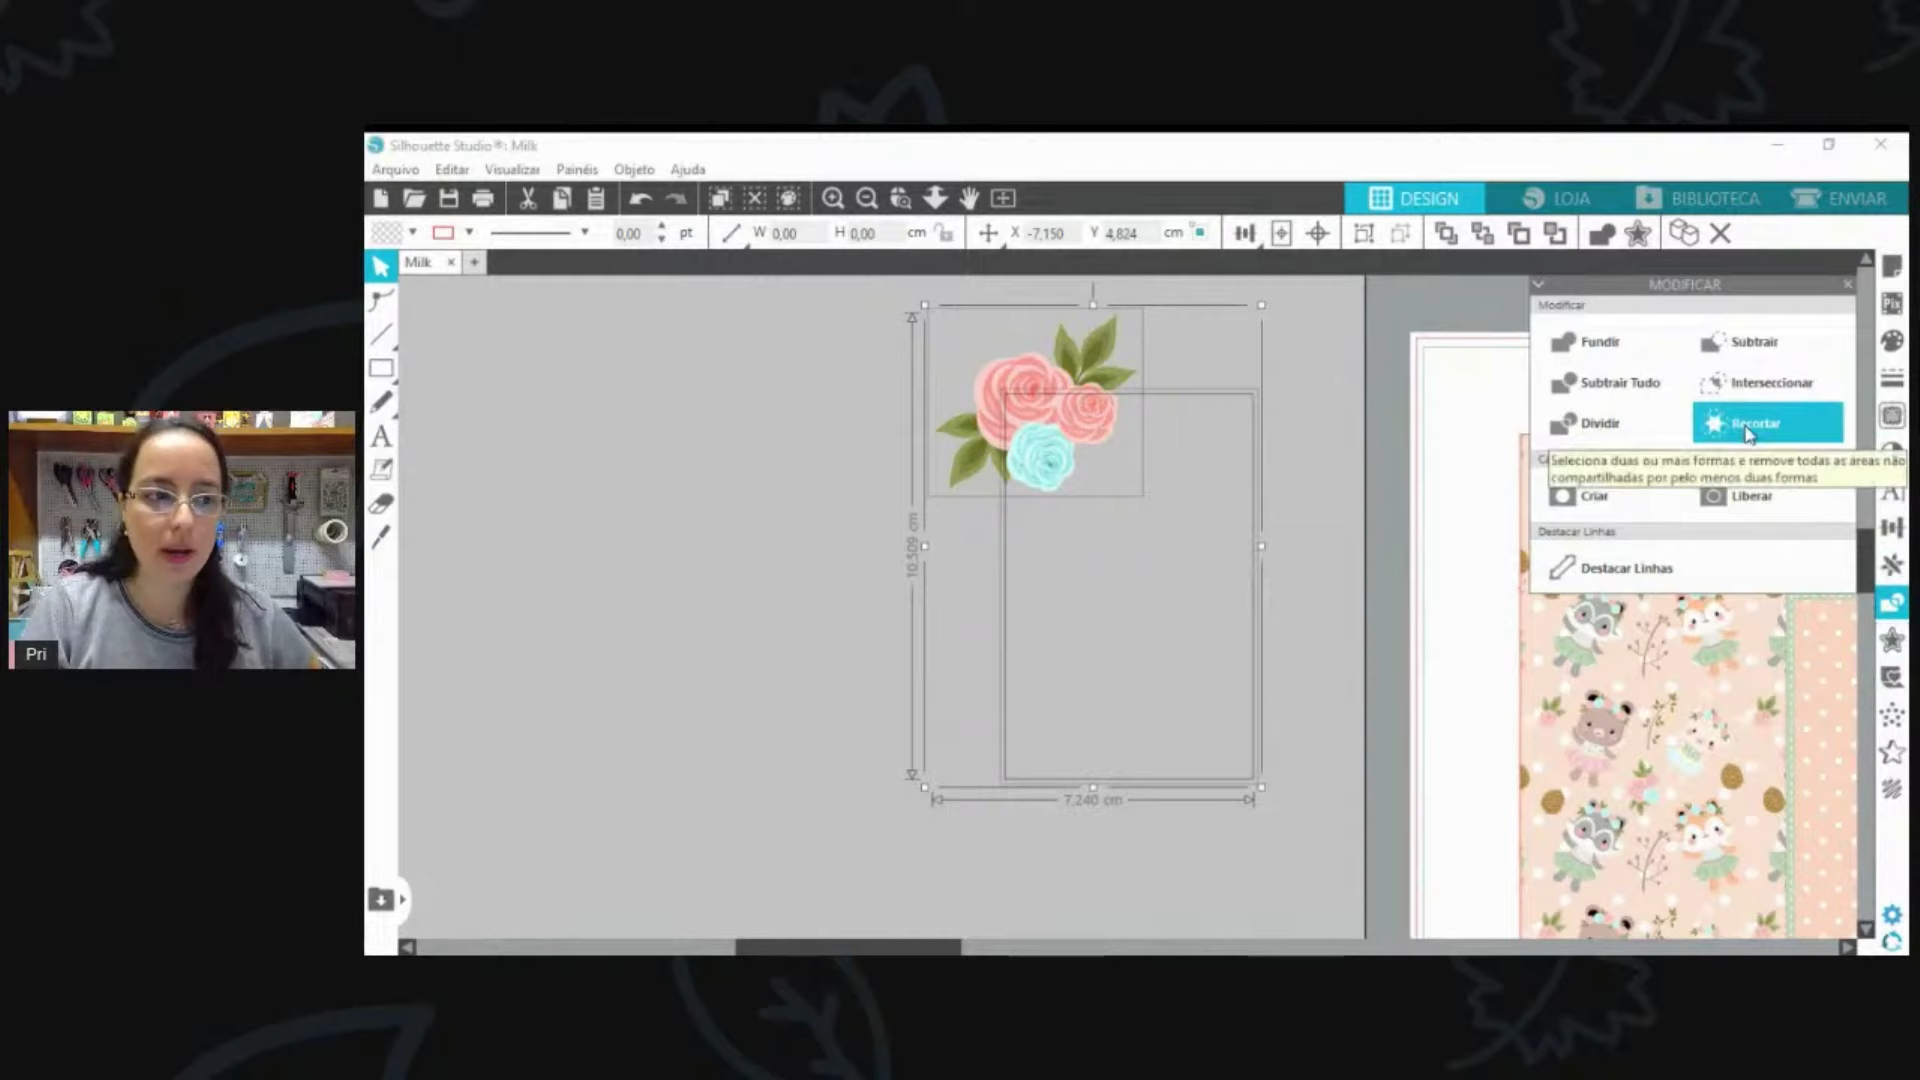 Silhouette Studio®: Milk
Arquivo Editar Visualizar Painéis Objeto Ajuda
DESIGN LOJA BIBLIOTECA ENVIAR
0,00 pt W 0,00 H 0,00 cm X -7,150 Y 4,824 cm
Milk × +
MODIFICAR
Modificar
Fundir Subtrair
Subtrair Tudo Interseccionar
Dividir Recortar
Seleciona duas ou mais formas e remove todas as áreas não
compartilhadas por pelo menos duas formas
Criar Liberar
Destacar Linhas
Destacar Linhas
10,509 cm
7,240 cm
Pix
A
A
Pri